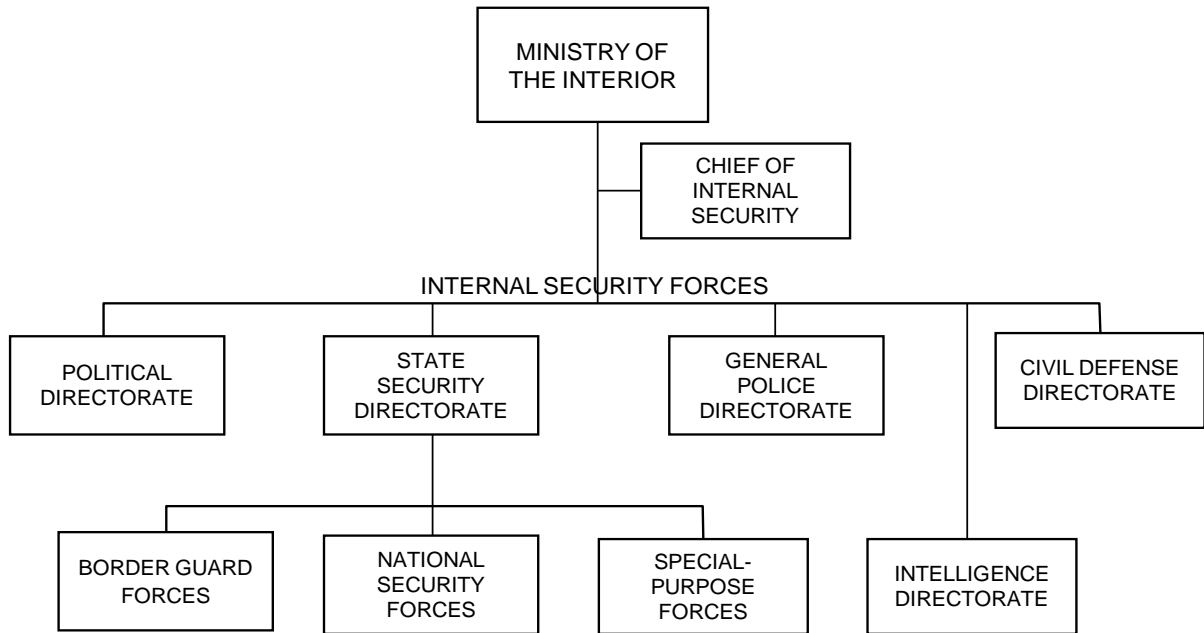 MINISTRY OF
THE INTERIOR
CHIEF OF
INTERNAL
SECURITY
INTERNAL SECURITY FORCES
POLITICAL
DIRECTORATE
STATE
SECURITY
DIRECTORATE
GENERAL
POLICE
DIRECTORATE
CIVIL DEFENSE
DIRECTORATE
BORDER GUARD
FORCES
NATIONAL
SECURITY
FORCES
SPECIAL-
PURPOSE
FORCES
INTELLIGENCE
DIRECTORATE